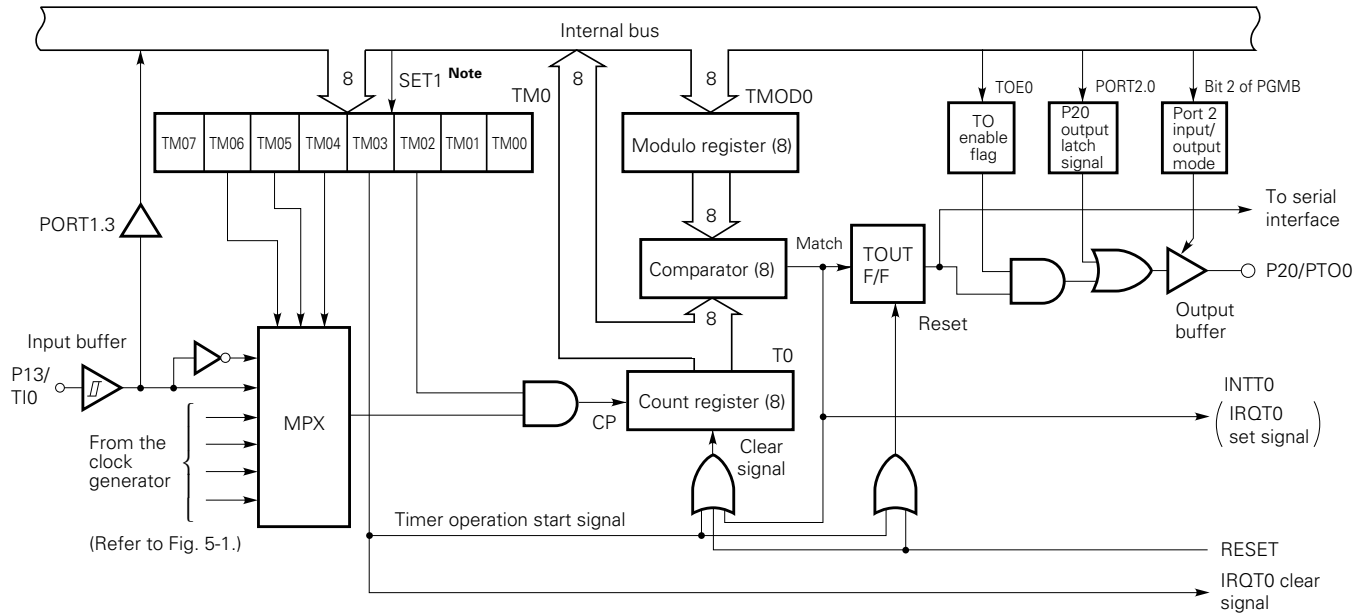 Internal bus
8
SET1 Note
8
8
TM0
TMOD0
TOE0
PORT2.0
Bit 2 of PGMB
TM07 TM06 TM05 TM04 TM03 TM02 TM01 TM00
Modulo register (8)
TO
enable
flag
P20
output
latch
signal
Port 2
input/
output
mode
PORT1.3
8
To serial
interface
Comparator (8)
Match
TOUT
F/F
P20/PTO0
8
Reset
Output
buffer
Input buffer
P13/
TI0
T0
MPX
Count register (8)
CP
INTT0
( IRQT0
set signal )
From the
clock
generator
Clear
signal
(Refer to Fig. 5-1.)
Timer operation start signal
RESET
IRQT0 clear
signal